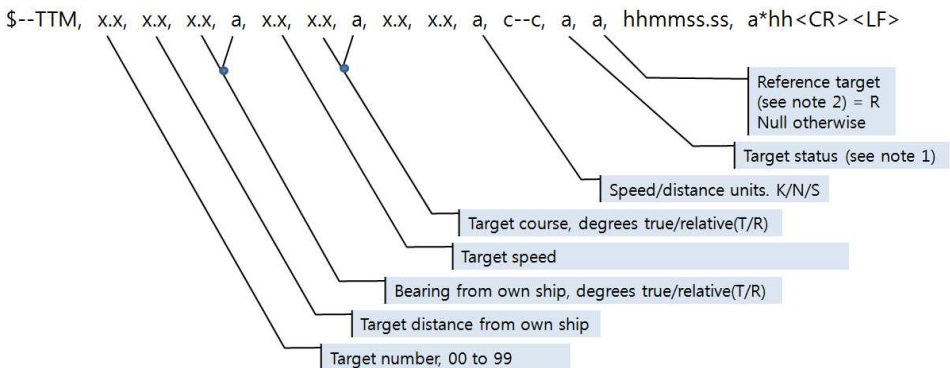 $--TTM, x.x, x.x, x.x, a, x.x, x.x, a, x.x, x.x, a, c--c, a, a, hhmmss.ss, a*hh<CR><LF>
Reference target
(see note 2) = R
Null otherwise
Target status (see note 1)
Speed/distance units. K/N/S
Target course, degrees true/relative(T/R)
Target speed
Bearing from own ship, degrees true/relative(T/R)
Target distance from own ship
Target number, 00 to 99